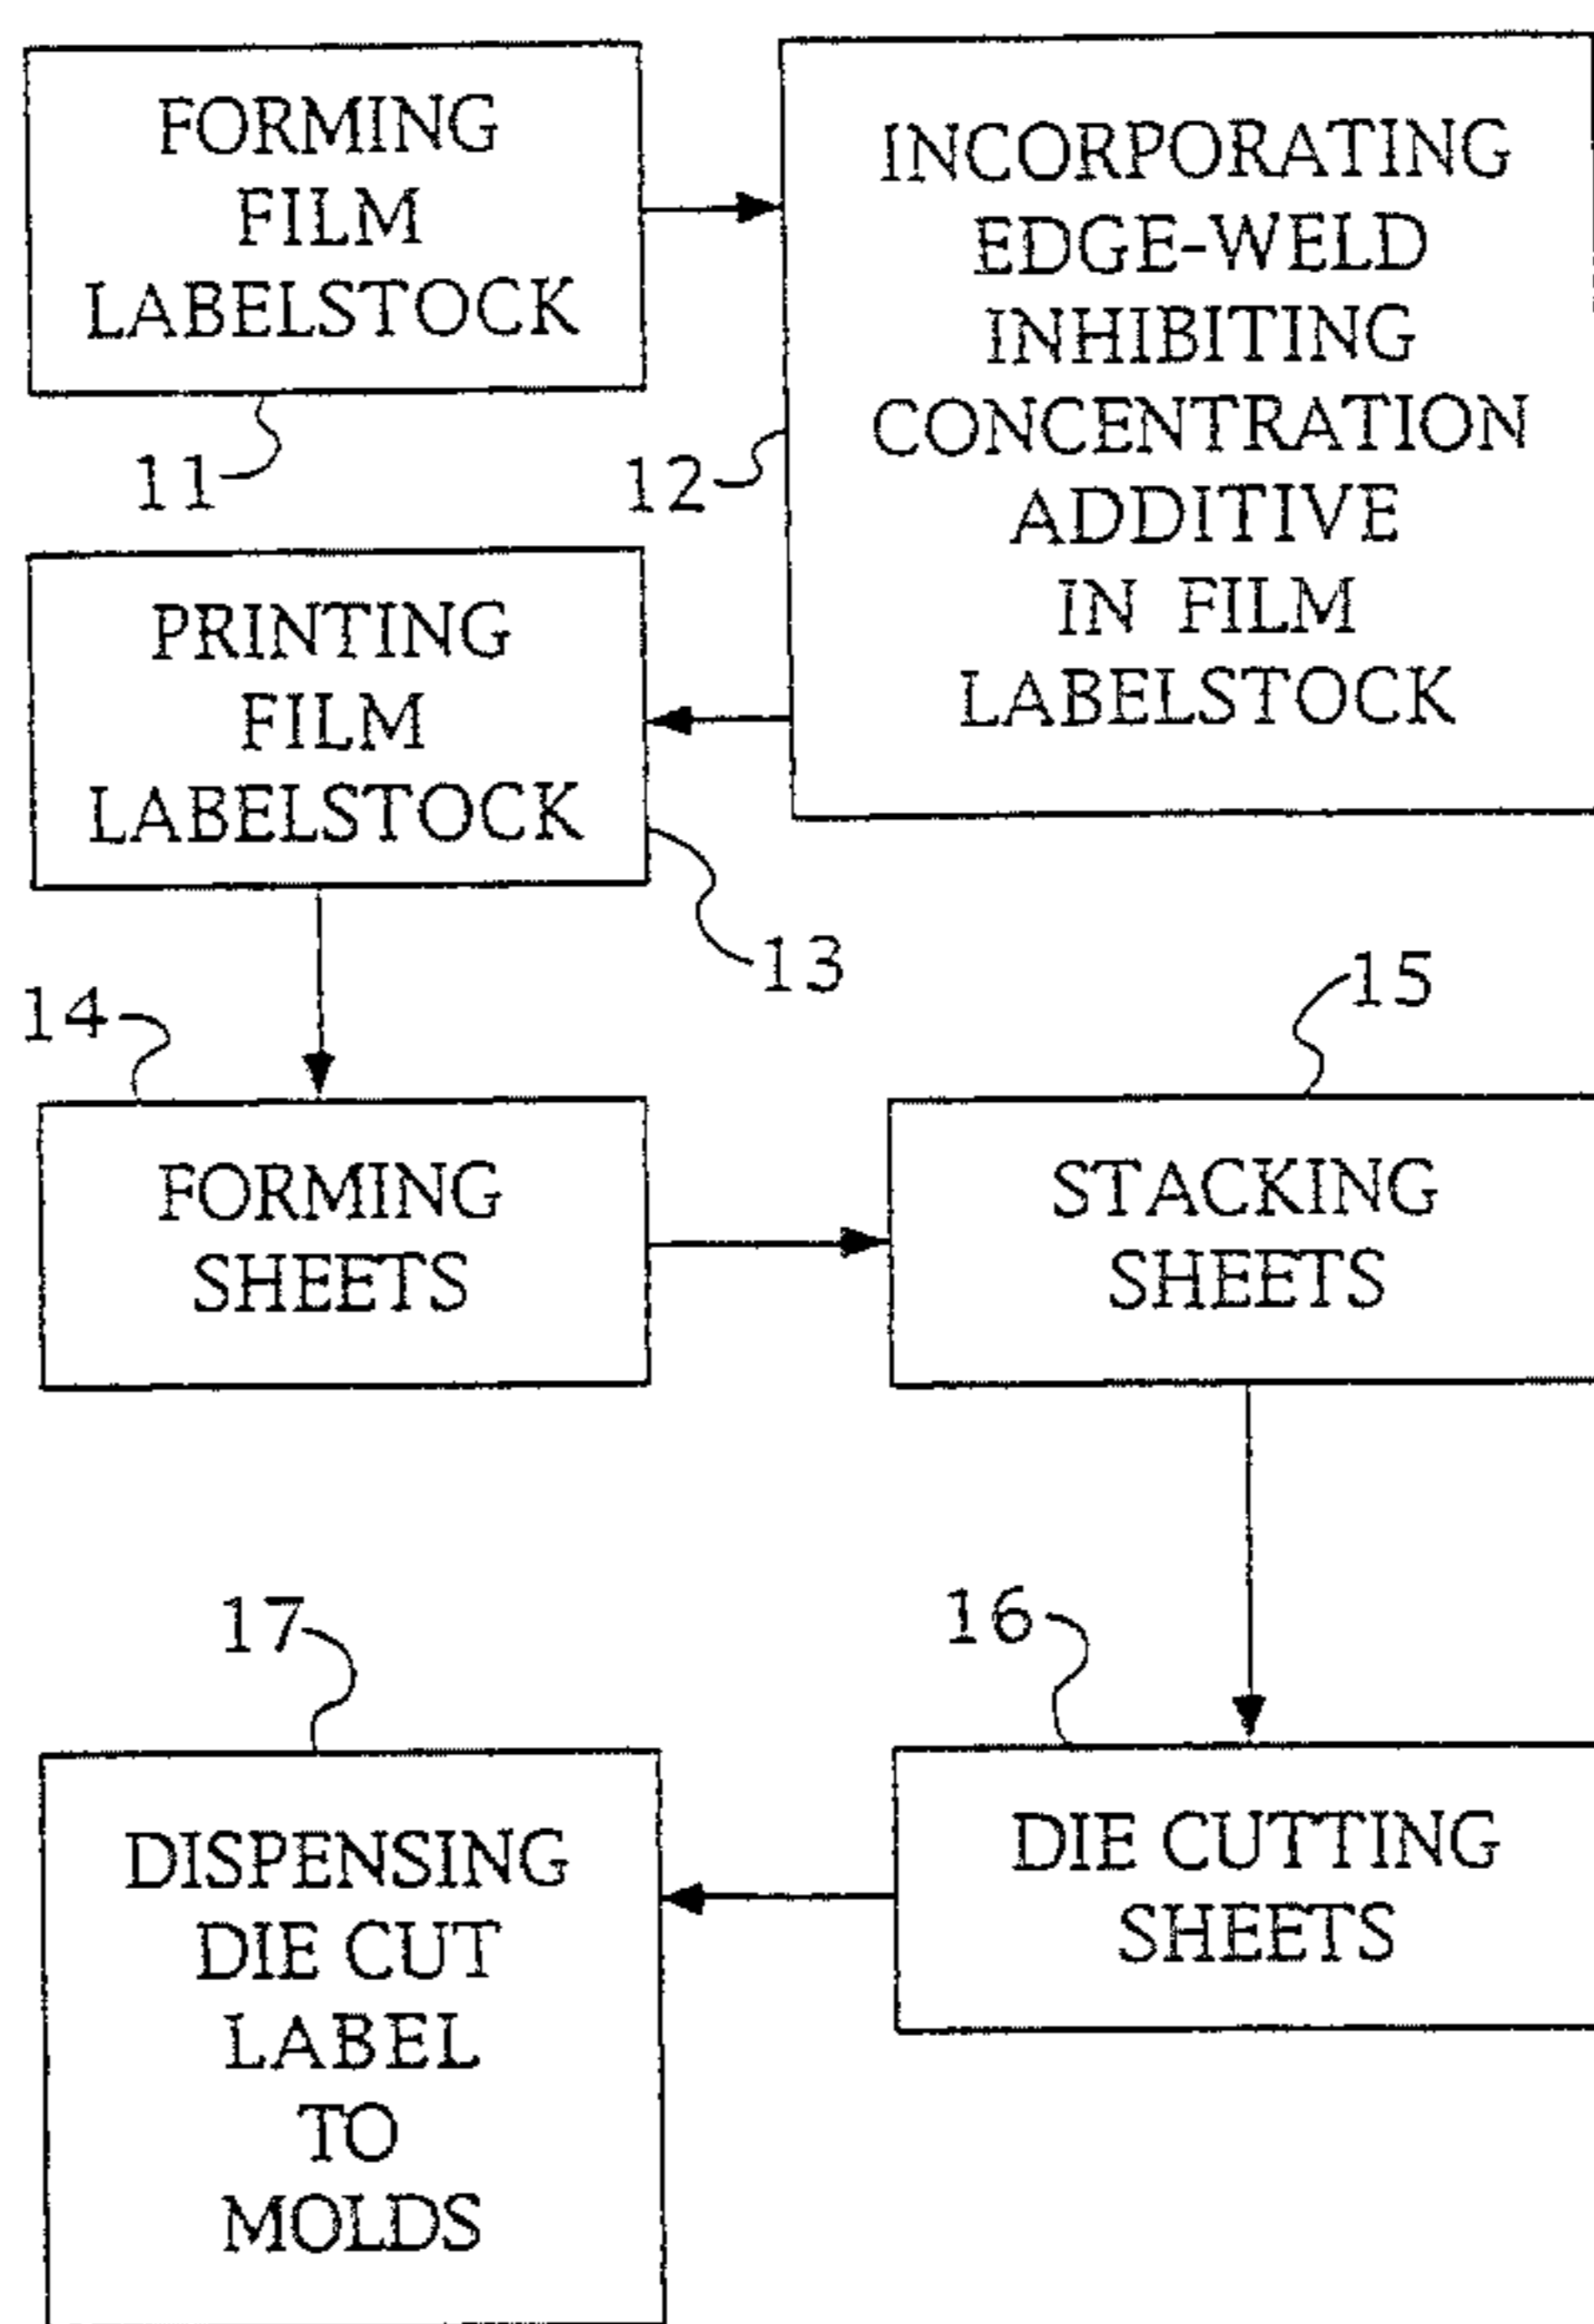 FORMING
FILM
LABELSTOCK
11
INCORPORATING
EDGE-WELD
INHIBITING
CONCENTRATION
ADDITIVE
IN FILM
LABELSTOCK
12
PRINTING
FILM
LABELSTOCK
13
14
FORMING
SHEETS
15
STACKING
SHEETS
16
DIE CUTTING
SHEETS
17
DISPENSING
DIE CUT
LABEL
TO
MOLDS